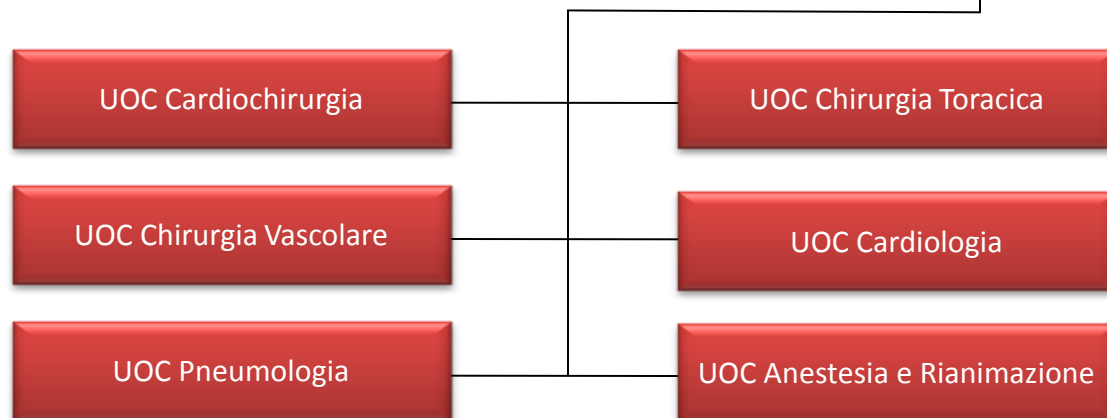 UOC Cardiochirurgia
UOC Chirurgia Toracica
UOC Chirurgia Vascolare
UOC Cardiologia
UOC Pneumologia
UOC Anestesia e Rianimazione